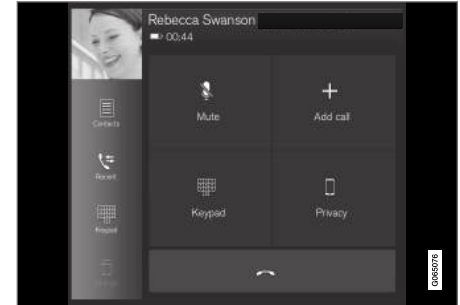 Rebecca Swanson
00:44
Mute
Add call
Contacts
Recent
Keypad
Privacy
Keypad
G065076